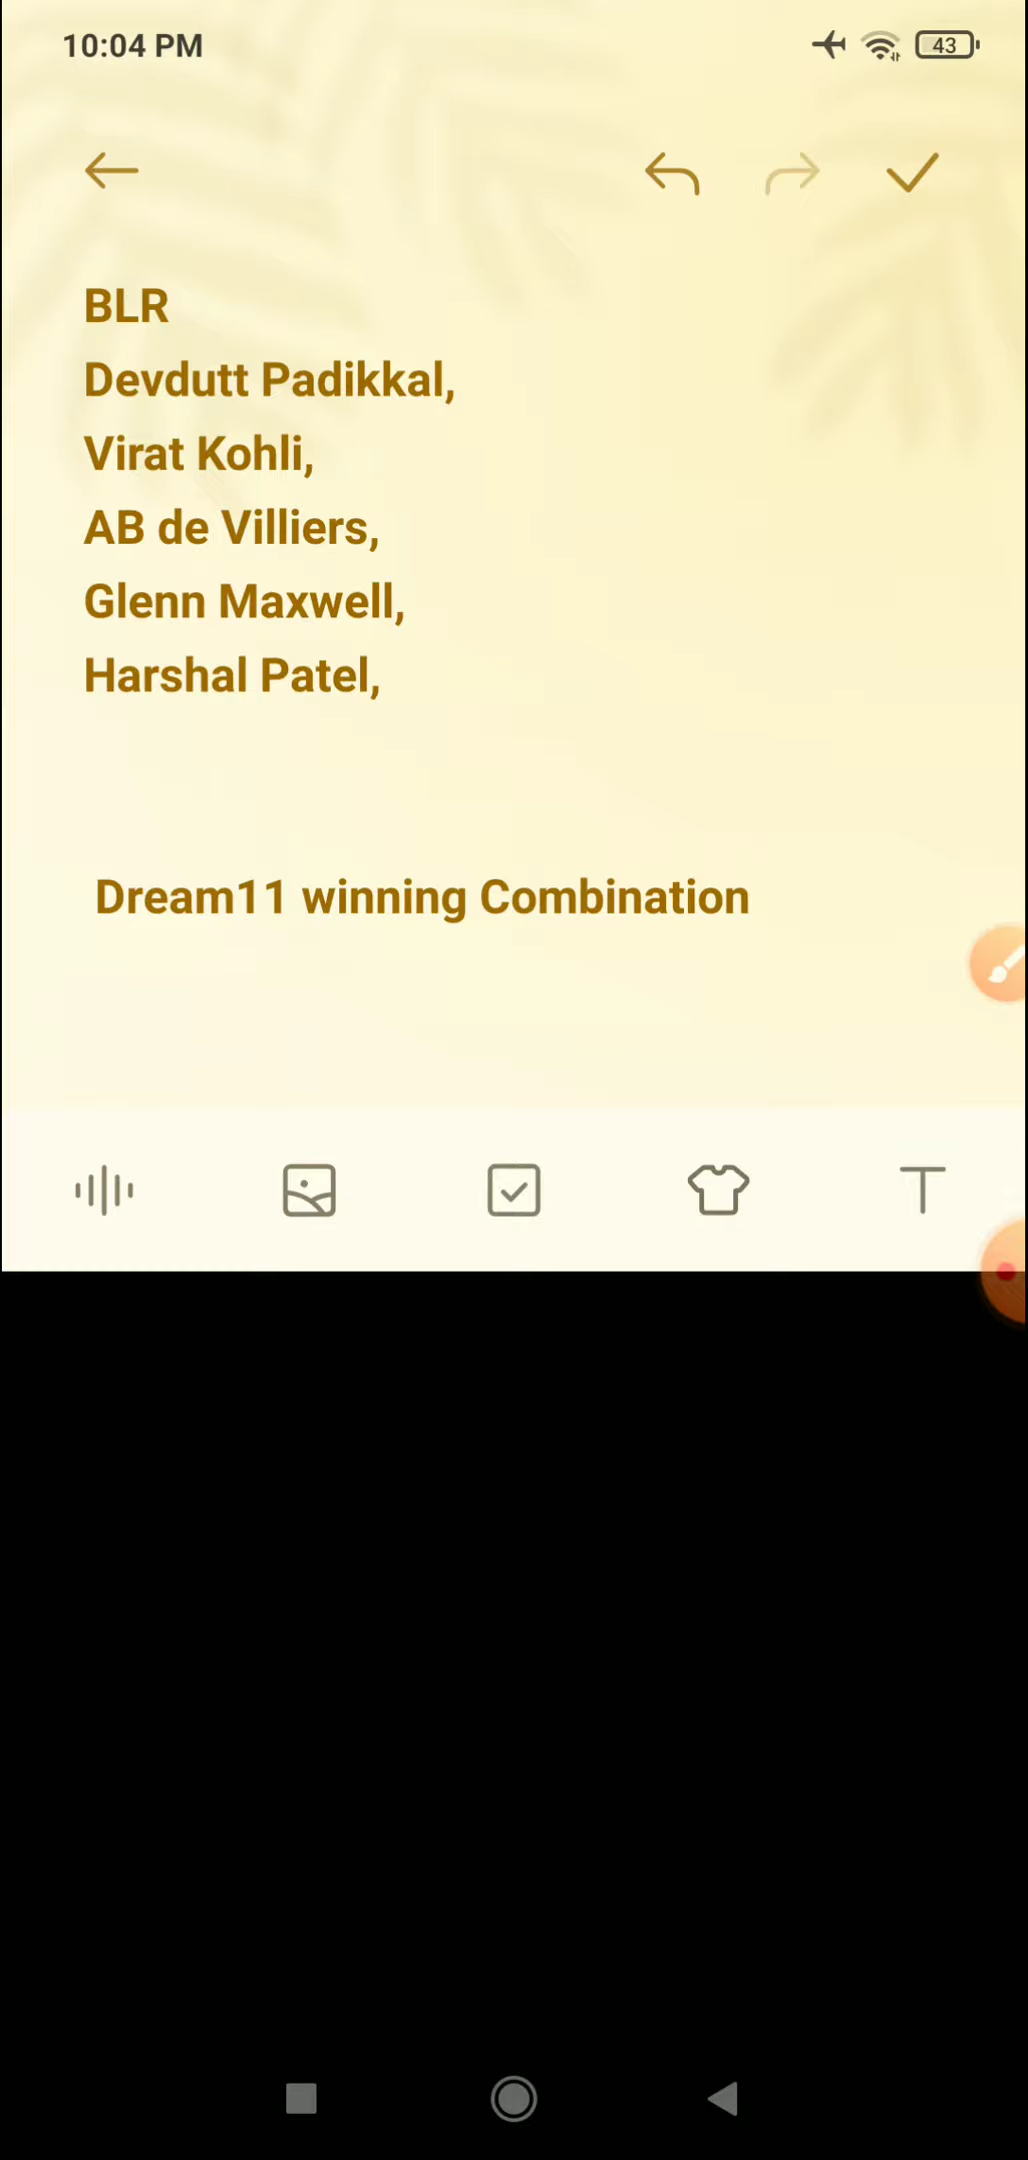 10:04 PM
43
BLR
Devdutt Padikkal,
Virat Kohli,
AB de Villiers,
Glenn Maxwell,
Harshal Patel,
Dream11 winning Combination